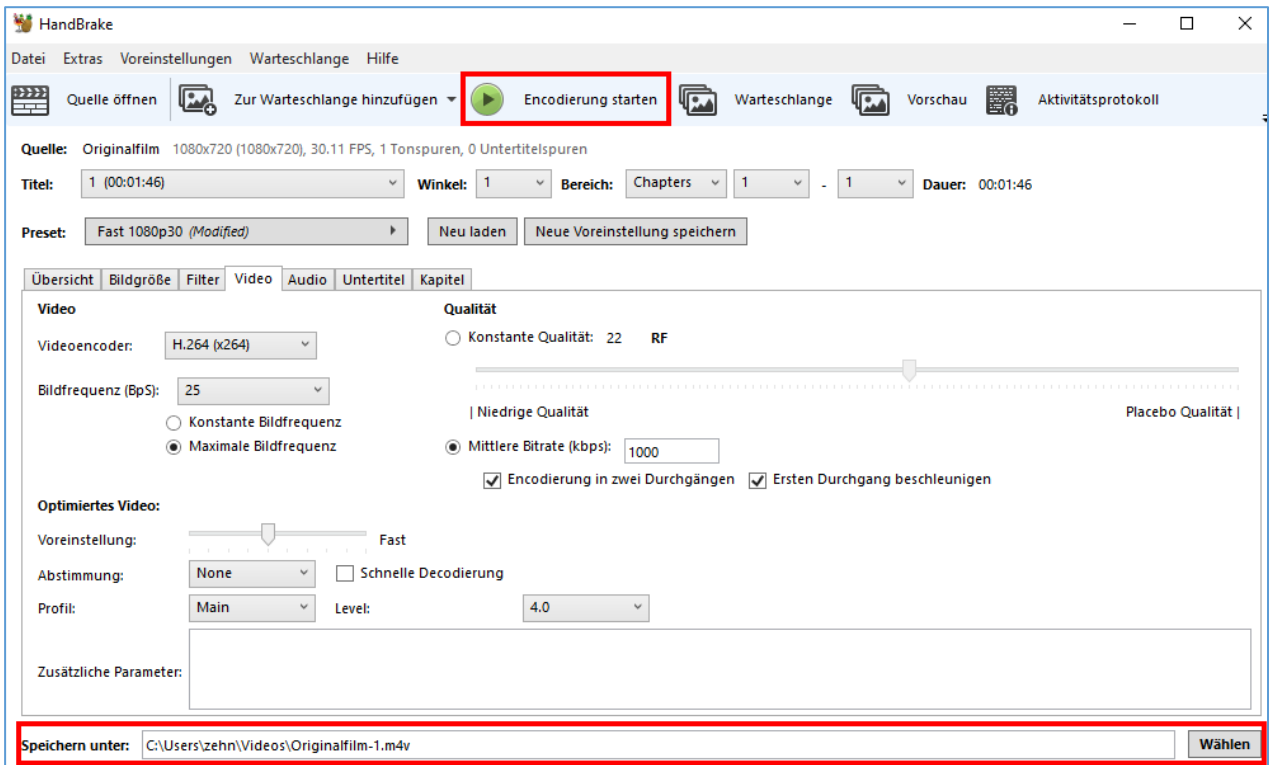 HandBrake
Datei Extras Voreinstellungen Warteschlange Hilfe
Quelle öffnen Zur Warteschlange hinzufügen Encodierung starten Warteschlange Vorschau Aktivitätsprotokoll
Quelle: Originalfilm 1080x720 (1080x720), 30.11 FPS, 1 Tonspuren, 0 Untertitelspuren
Titel: 1 (00:01:46) Winkel: 1 Bereich: Chapters 1 - 1 Dauer: 00:01:46
Preset: Fast 1080p30 (Modified) Neu laden Neue Voreinstellung speichern
Übersicht Bildgröße Filter Video Audio Untertitel Kapitel
Video Qualität
Videoencoder: H.264 (x264) Konstante Qualität: 22 RF
Bildfrequenz (BpS): 25
| Niedrige Qualität Placebo Qualität |
Konstante Bildfrequenz
Maximale Bildfrequenz Mittlere Bitrate (kbps): 1000
Encodierung in zwei Durchgängen Ersten Durchgang beschleunigen
Optimiertes Video:
Voreinstellung: Fast
Abstimmung: None Schnelle Decodierung
Profil: Main Level: 4.0
Zusätzliche Parameter:
Speichern unter: C:\Users\zehn\Videos\Originalfilm-1.m4v Wählen